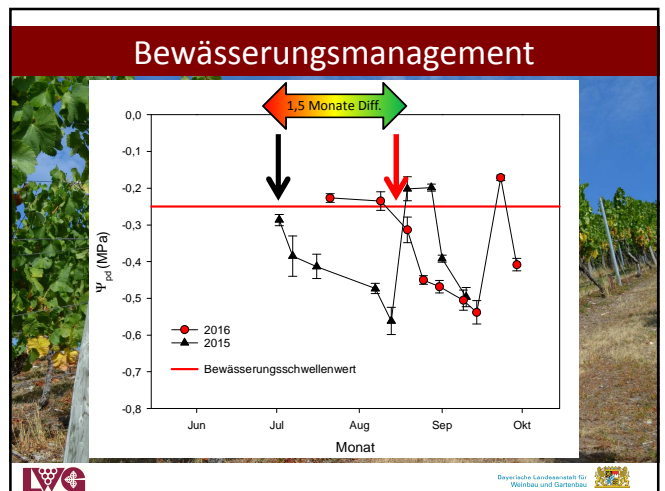 Bewässerungsmanagement
1,5 Monate Diff.
0,0
-0,1
-0,2
-0,3
-0,4
-0,5
-0,6
-0,7
-0,8
Ψpd (MPa)
2016
2015
Bewässerungsschwellenwert
Jun Jul Aug Sep Okt
Monat
LWG
Bayerische Landesanstalt für
Weinbau und Gartenbau